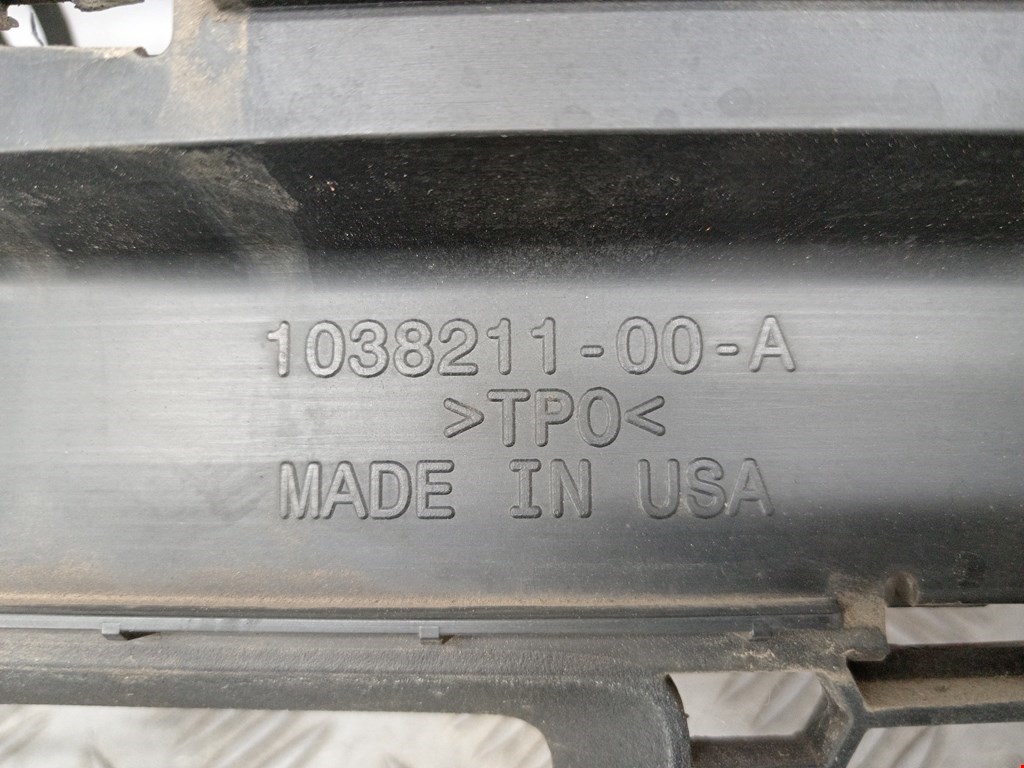 1038211-00-A
>TPO<
MADE IN USA